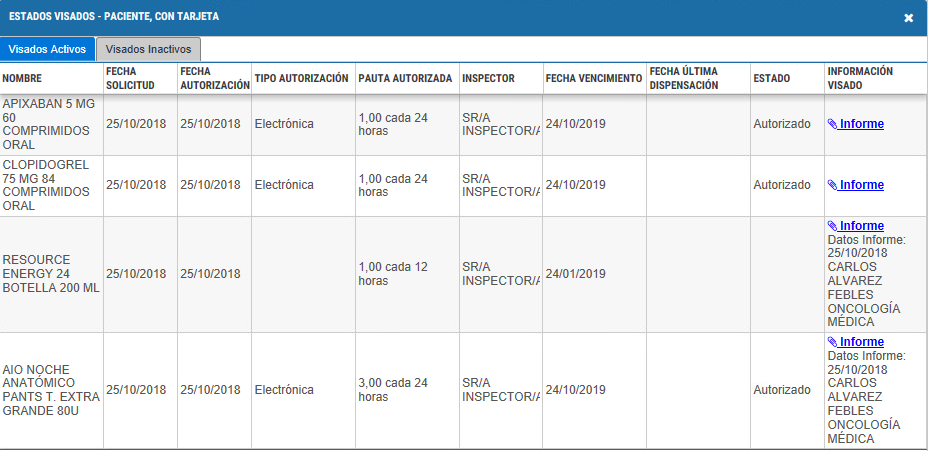 ESTADOS VISADOS - PACIENTE, CON TARJETA
Visados Activos
Visados Inactivos
NOMBRE
FECHA
SOLICITUD
FECHA
AUTORIZACIÓN
TIPO AUTORIZACIÓN
PAUTA AUTORIZADA
INSPECTOR
FECHA VENCIMIENTO
FECHA ÚLTIMA
DISPENSACIÓN
ESTADO
INFORMACIÓN
VISADO
APIXABAN 5 MG
60
COMPRIMIDOS
ORAL
25/10/2018
25/10/2018
Electrónica
1,00 cada 24
horas
SR/A
INSPECTOR/A
24/10/2019
Autorizado
Informe
CLOPIDOGREL
75 MG 84
COMPRIMIDOS
ORAL
25/10/2018
25/10/2018
Electrónica
1,00 cada 24
horas
SR/A
INSPECTOR/A
24/10/2019
Autorizado
Informe
RESOURCE
ENERGY 24
BOTELLA 200 ML
25/10/2018
25/10/2018
1,00 cada 12
horas
SR/A
INSPECTOR/A
24/01/2019
Informe
Datos Informe:
25/10/2018
CARLOS
ALVAREZ
FEBLES
ONCOLOGÍA
MÉDICA
AIO NOCHE
ANATÓMICO
PANTS T. EXTRA
GRANDE 80U
25/10/2018
25/10/2018
Electrónica
3,00 cada 24
horas
SR/A
INSPECTOR/A
24/10/2019
Autorizado
Informe
Datos Informe:
25/10/2018
CARLOS
ALVAREZ
FEBLES
ONCOLOGÍA
MÉDICA